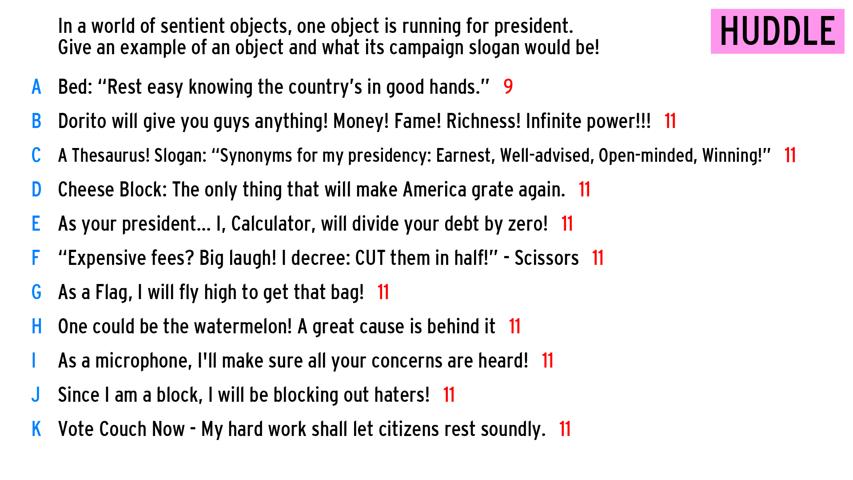 In a world of sentient objects, one object is running for president.
Give an example of an object and what its campaign slogan would be!
HUDDLE
A Bed: “Rest easy knowing the country’s in good hands.” 9
B Dorito will give you guys anything! Money! Fame! Richness! Infinite power!!! 11
C A Thesaurus! Slogan: “Synonyms for my presidency: Earnest, Well-advised, Open-minded, Winning!” 11
D Cheese Block: The only thing that will make America grate again. 11
E As your president... I, Calculator, will divide your debt by zero! 11
F “Expensive fees? Big laugh! I decree: CUT them in half!” - Scissors 11
G As a Flag, I will fly high to get that bag! 11
H One could be the watermelon! A great cause is behind it 11
I As a microphone, I'll make sure all your concerns are heard! 11
J Since I am a block, I will be blocking out haters! 11
K Vote Couch Now - My hard work shall let citizens rest soundly. 11